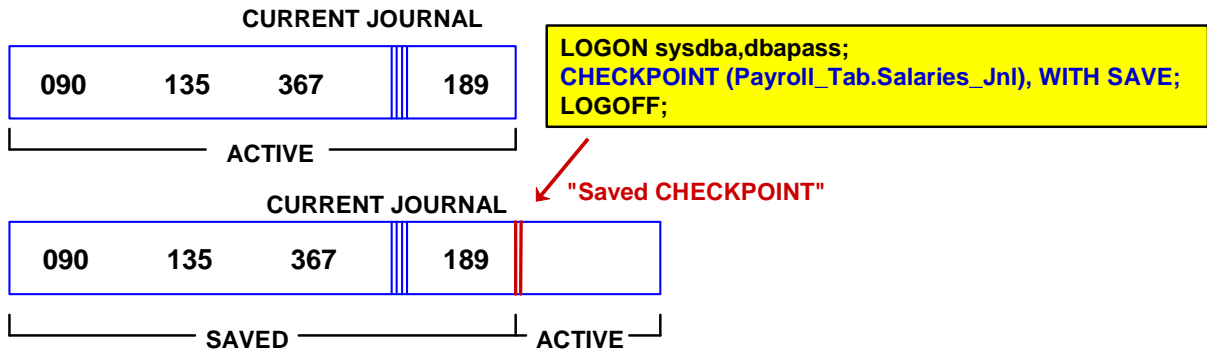 CURRENT JOURNAL
090 135 367 189
ACTIVE
LOGON sysdba,dbapass;
CHECKPOINT (Payroll_Tab.Salaries_Jnl), WITH SAVE;
LOGOFF;
"Saved CHECKPOINT"
CURRENT JOURNAL
090 135 367 189
SAVED ACTIVE